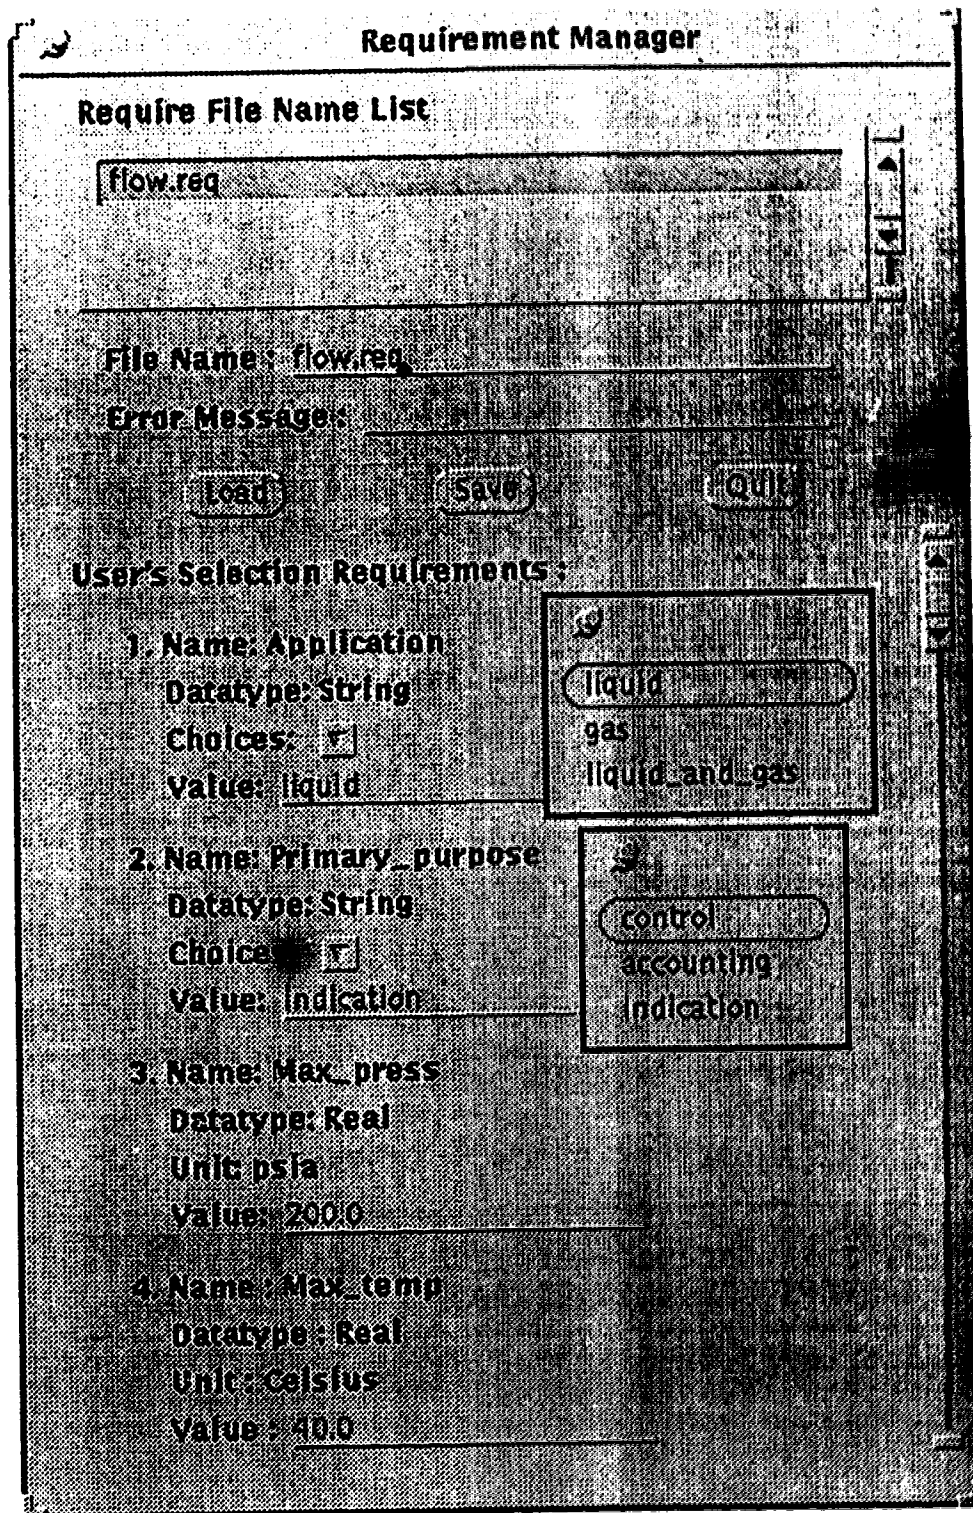 Requirement Manager
Require File Name List
flow.req
File Name : flow.req
Error Message :
Load Save Quit
User's Selection Requirements :
1. Name: Application
Datatype: String
Choices:
Value: liquid
liquid
gas
liquid_and_gas
2. Name: Primary_purpose
Datatype: String
Choice
Value: indication
control
accounting
indication
3. Name: Max_press
Datatype: Real
Unit: psia
Value: 200.0
4. Name : Max_temp
Datatype : Real
Unit : Celsius
Value : 40.0